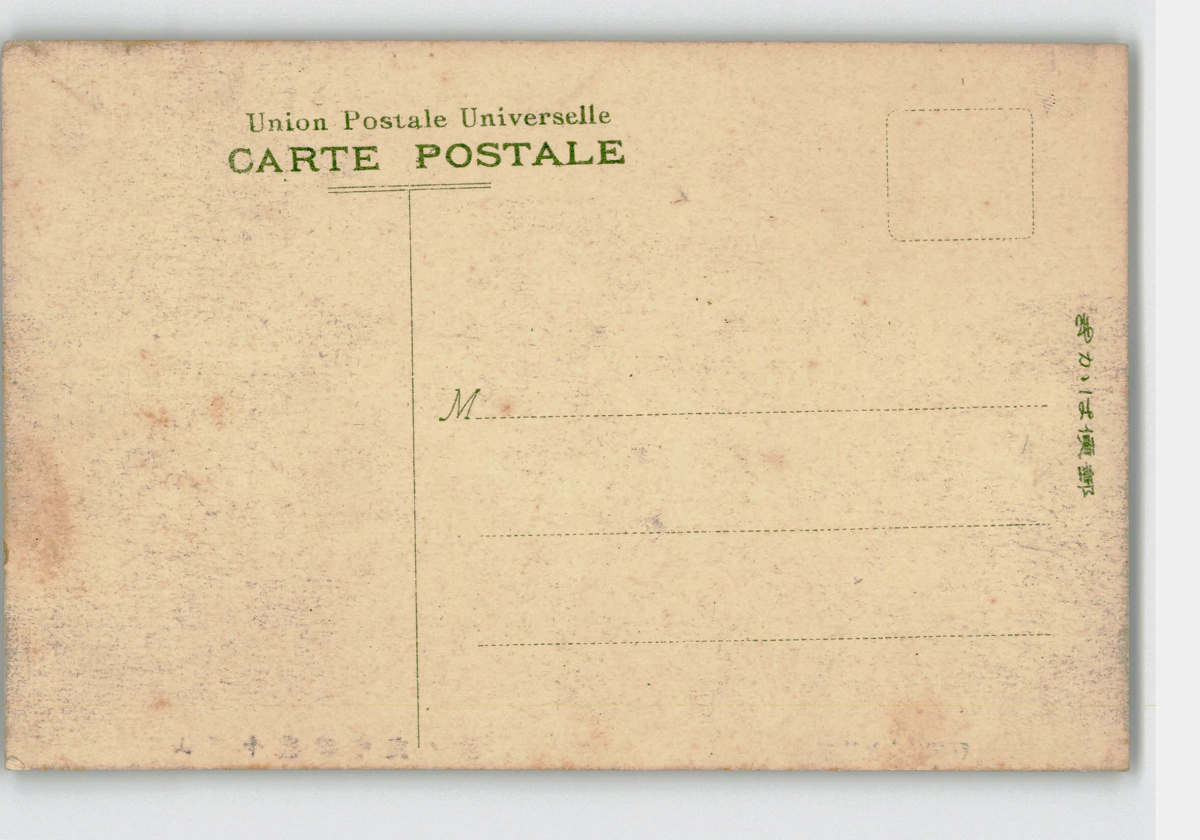 Union Postale Universelle
CARTE POSTALE
M
郵便はがき